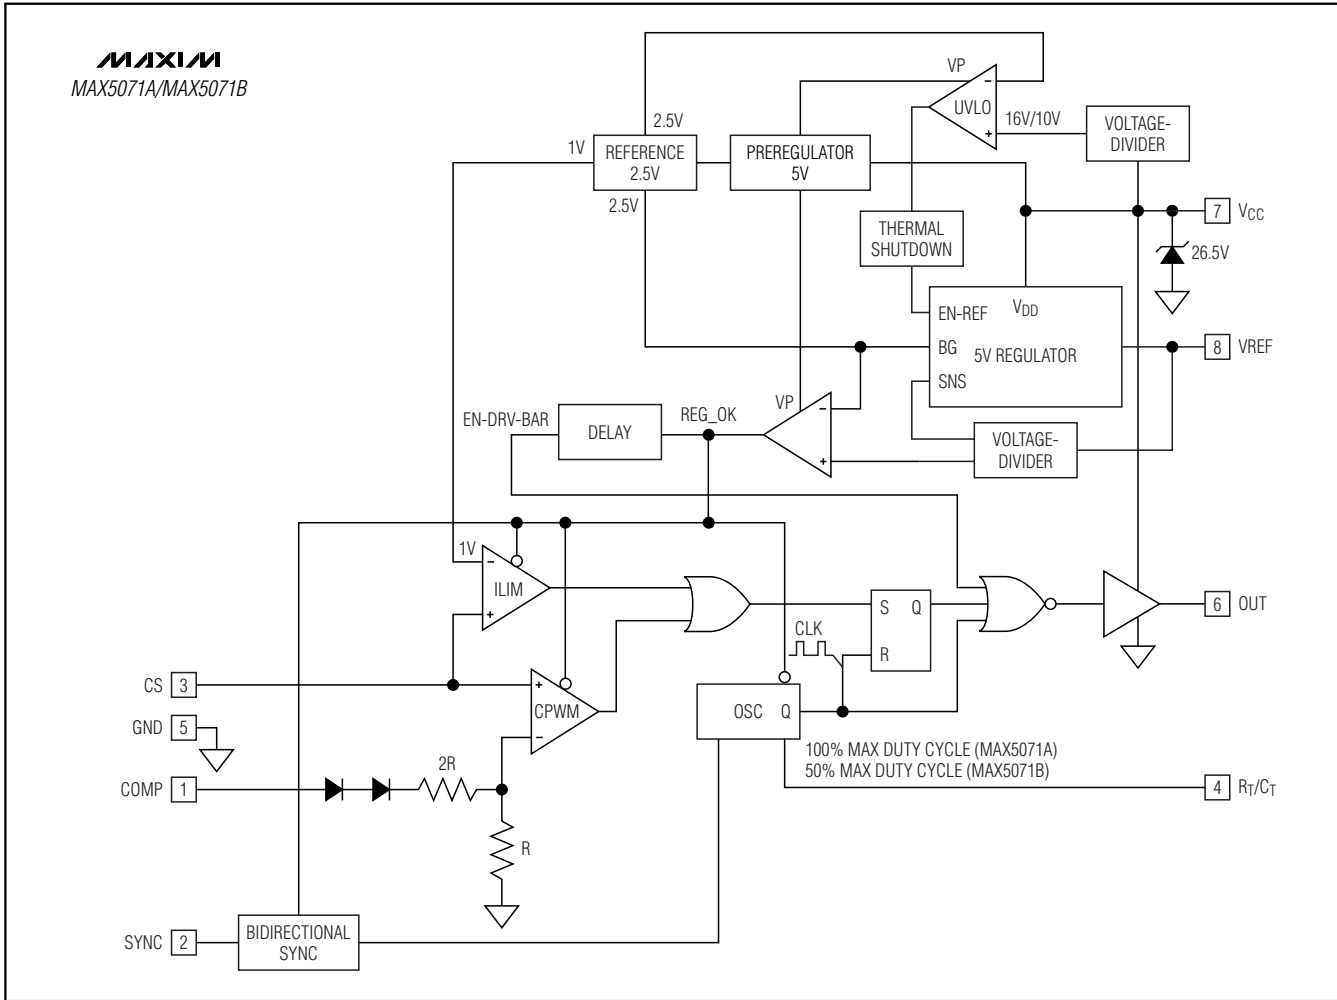 MAXIM
MAX5071A/MAX5071B
VP
−
UVLO
+
16V/10V
VOLTAGE-
DIVIDER
2.5V
1V
REFERENCE
2.5V
PREREGULATOR
5V
2.5V
7
VCC
THERMAL
SHUTDOWN
26.5V
EN-REF
VDD
BG
5V REGULATOR
SNS
8
VREF
VP
−
+
EN-DRV-BAR
DELAY
REG_OK
VOLTAGE-
DIVIDER
1V
−
ILIM
+
S
Q
R
CLK
6
OUT
CS
3
+
CPWM
−
OSC
Q
GND
5
100% MAX DUTY CYCLE (MAX5071A)
50% MAX DUTY CYCLE (MAX5071B)
COMP
1
2R
4
RT/CT
R
SYNC
2
BIDIRECTIONAL
SYNC